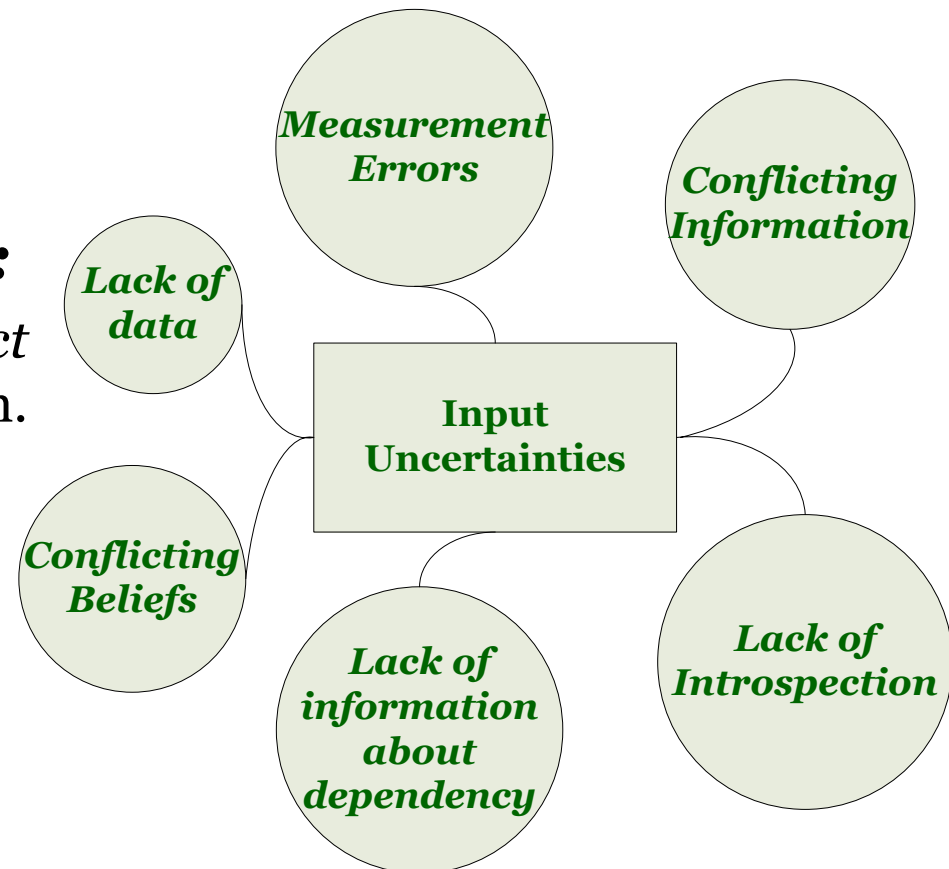 Measurement
Errors
Conflicting
Information
:
Lack of
data
ct
n.
Input
Uncertainties
Conflicting
Beliefs
Lack of
information
about
dependency
Lack of
Introspection